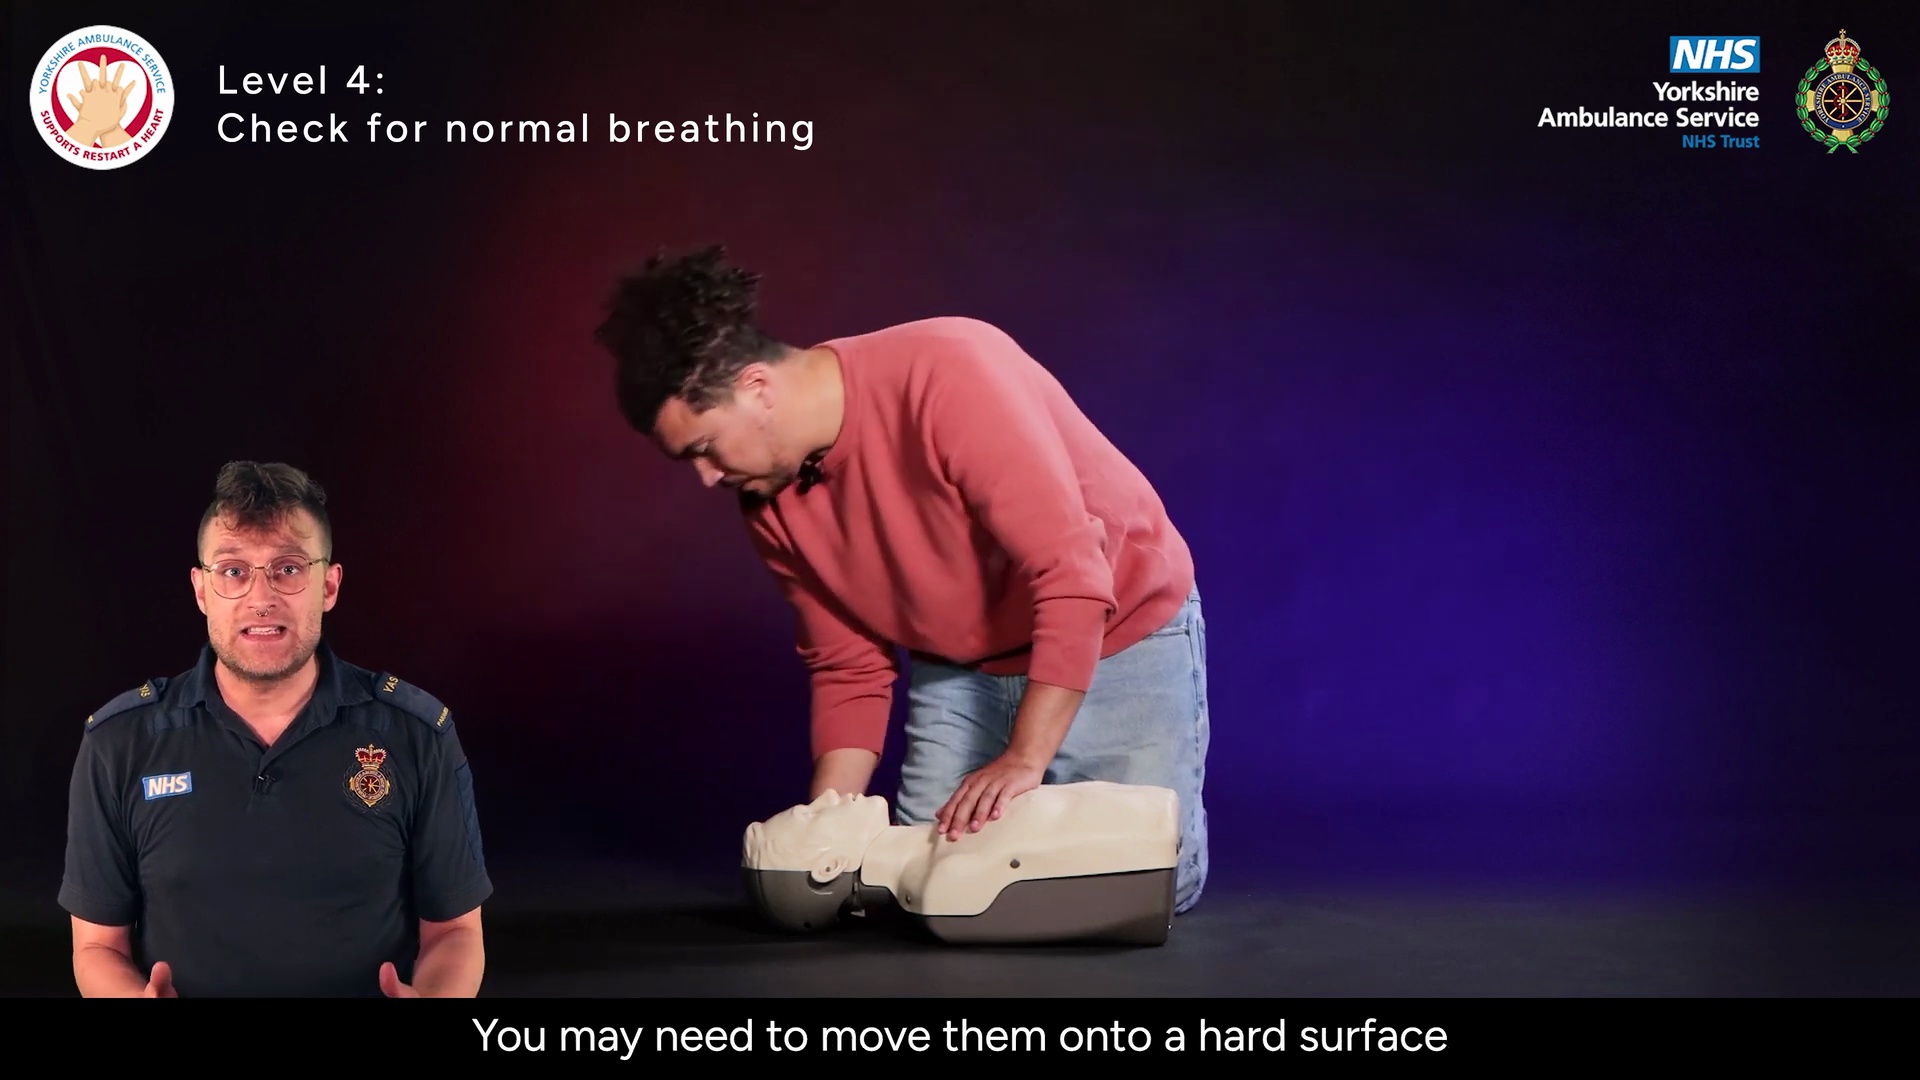 YORKSHIRE AMBULANCE SERVICE
SUPPORTS RESTART A HEART
Level 4:
Check for normal breathing
NHS
Yorkshire
Ambulance Service
NHS Trust
YAS
NHS
You may need to move them onto a hard surface